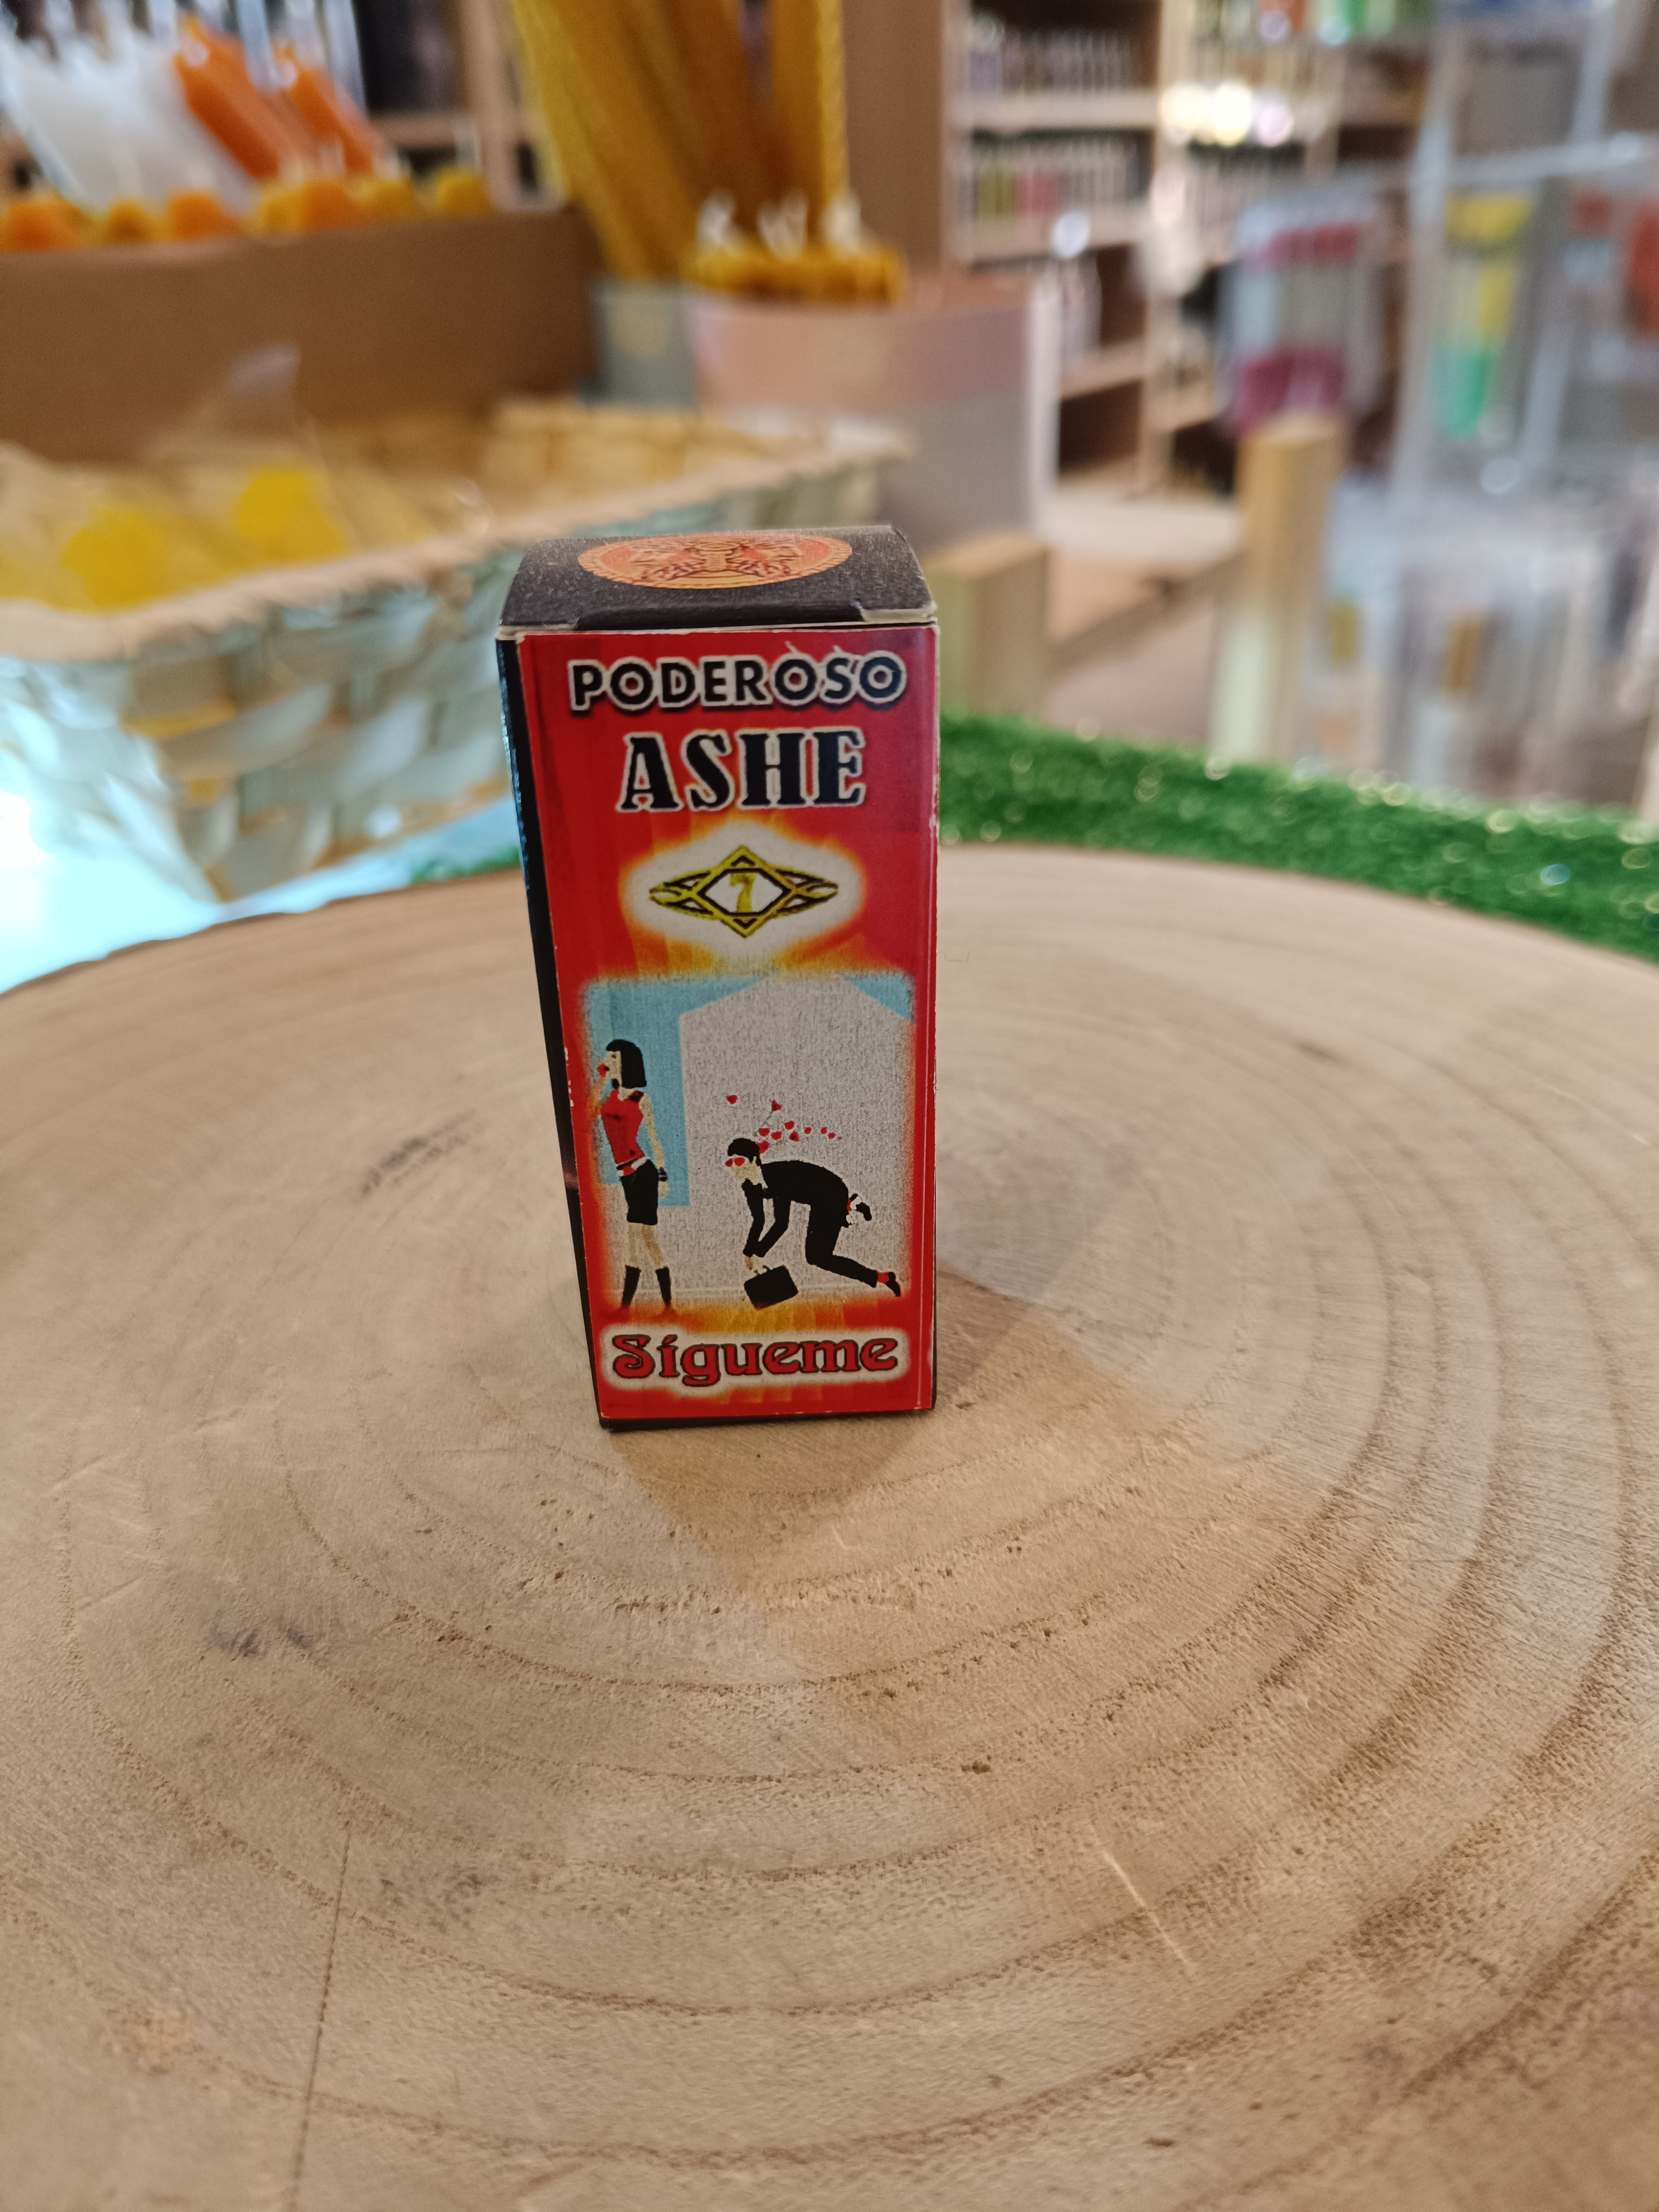 PODEROSO
ASHE
7
Sígueme